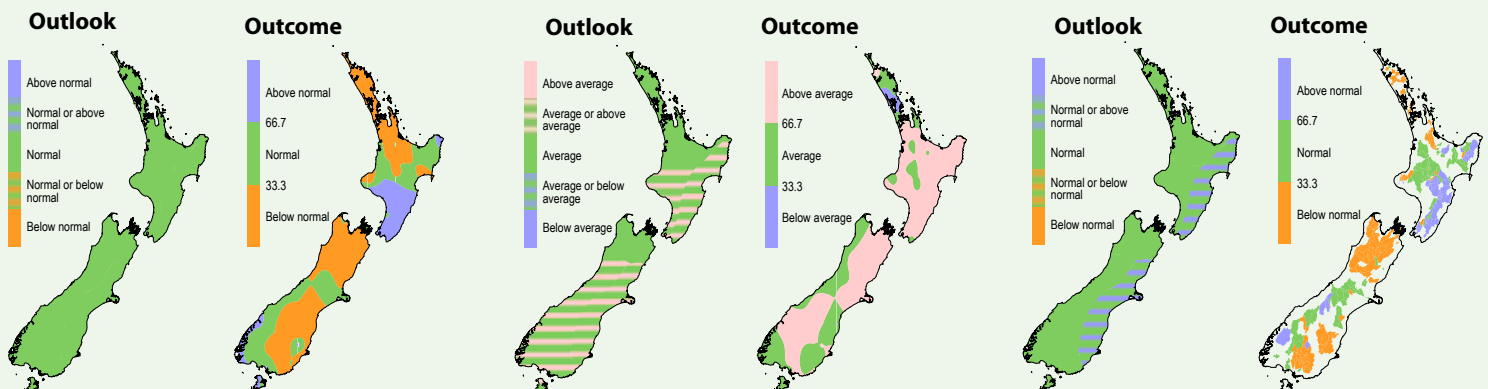 Outlook
Above normal
Normal or above
normal
Normal
Normal or below
normal
Below normal
Outcome
Above normal
66.7
Normal
33.3
Below normal
Outlook
Above average
Average or above
average
Average
Average or below
average
Below average
Outcome
Above average
66.7
Average
33.3
Below average
Outlook
Above normal
Normal or above
normal
Normal
Normal or below
normal
Below normal
Outcome
Above normal
66.7
Normal
33.3
Below normal